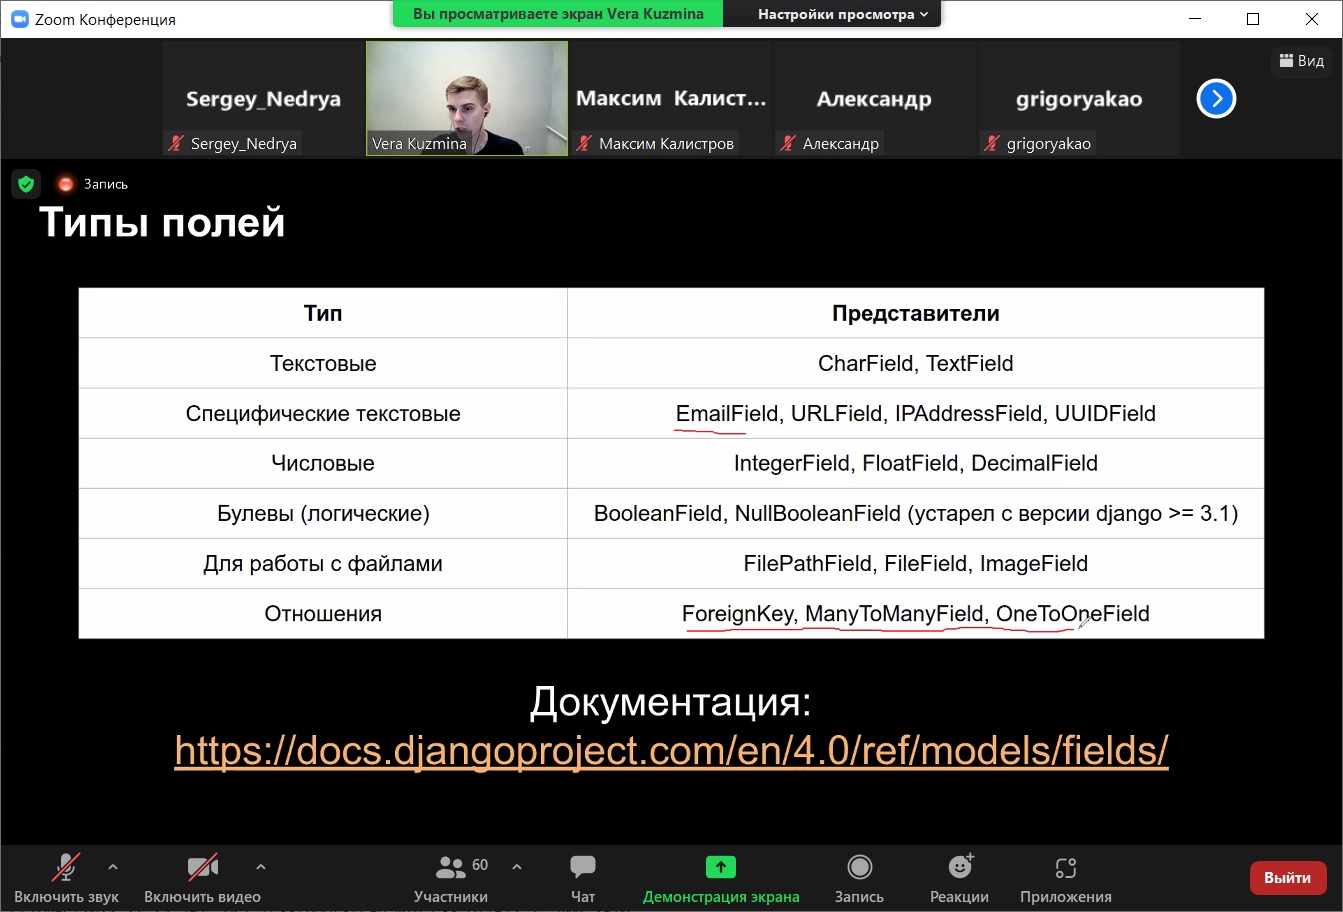 Zoom Конференция
Вы просматриваете экран Vera Kuzmina
Настройки просмотра
Sergey_Nedrya
Максим Калист...
Александр
grigoryakao
Вид
Sergey_Nedrya
Vera Kuzmina
Максим Калистров
Александр
grigoryakao
Запись
Типы полей
Тип Представители
Текстовые CharField, TextField
Специфические текстовые EmailField, URLField, IPAddressField, UUIDField
Числовые IntegerField, FloatField, DecimalField
Булевы (логические) BooleanField, NullBooleanField (устарел с версии django >= 3.1)
Для работы с файлами FilePathField, FileField, ImageField
Отношения ForeignKey, ManyToManyField, OneToOneField
Документация:
https://docs.djangoproject.com/en/4.0/ref/models/fields/
60
Включить звук
Включить видео
Участники
Чат
Демонстрация экрана
Запись
Реакции
Приложения
Выйти